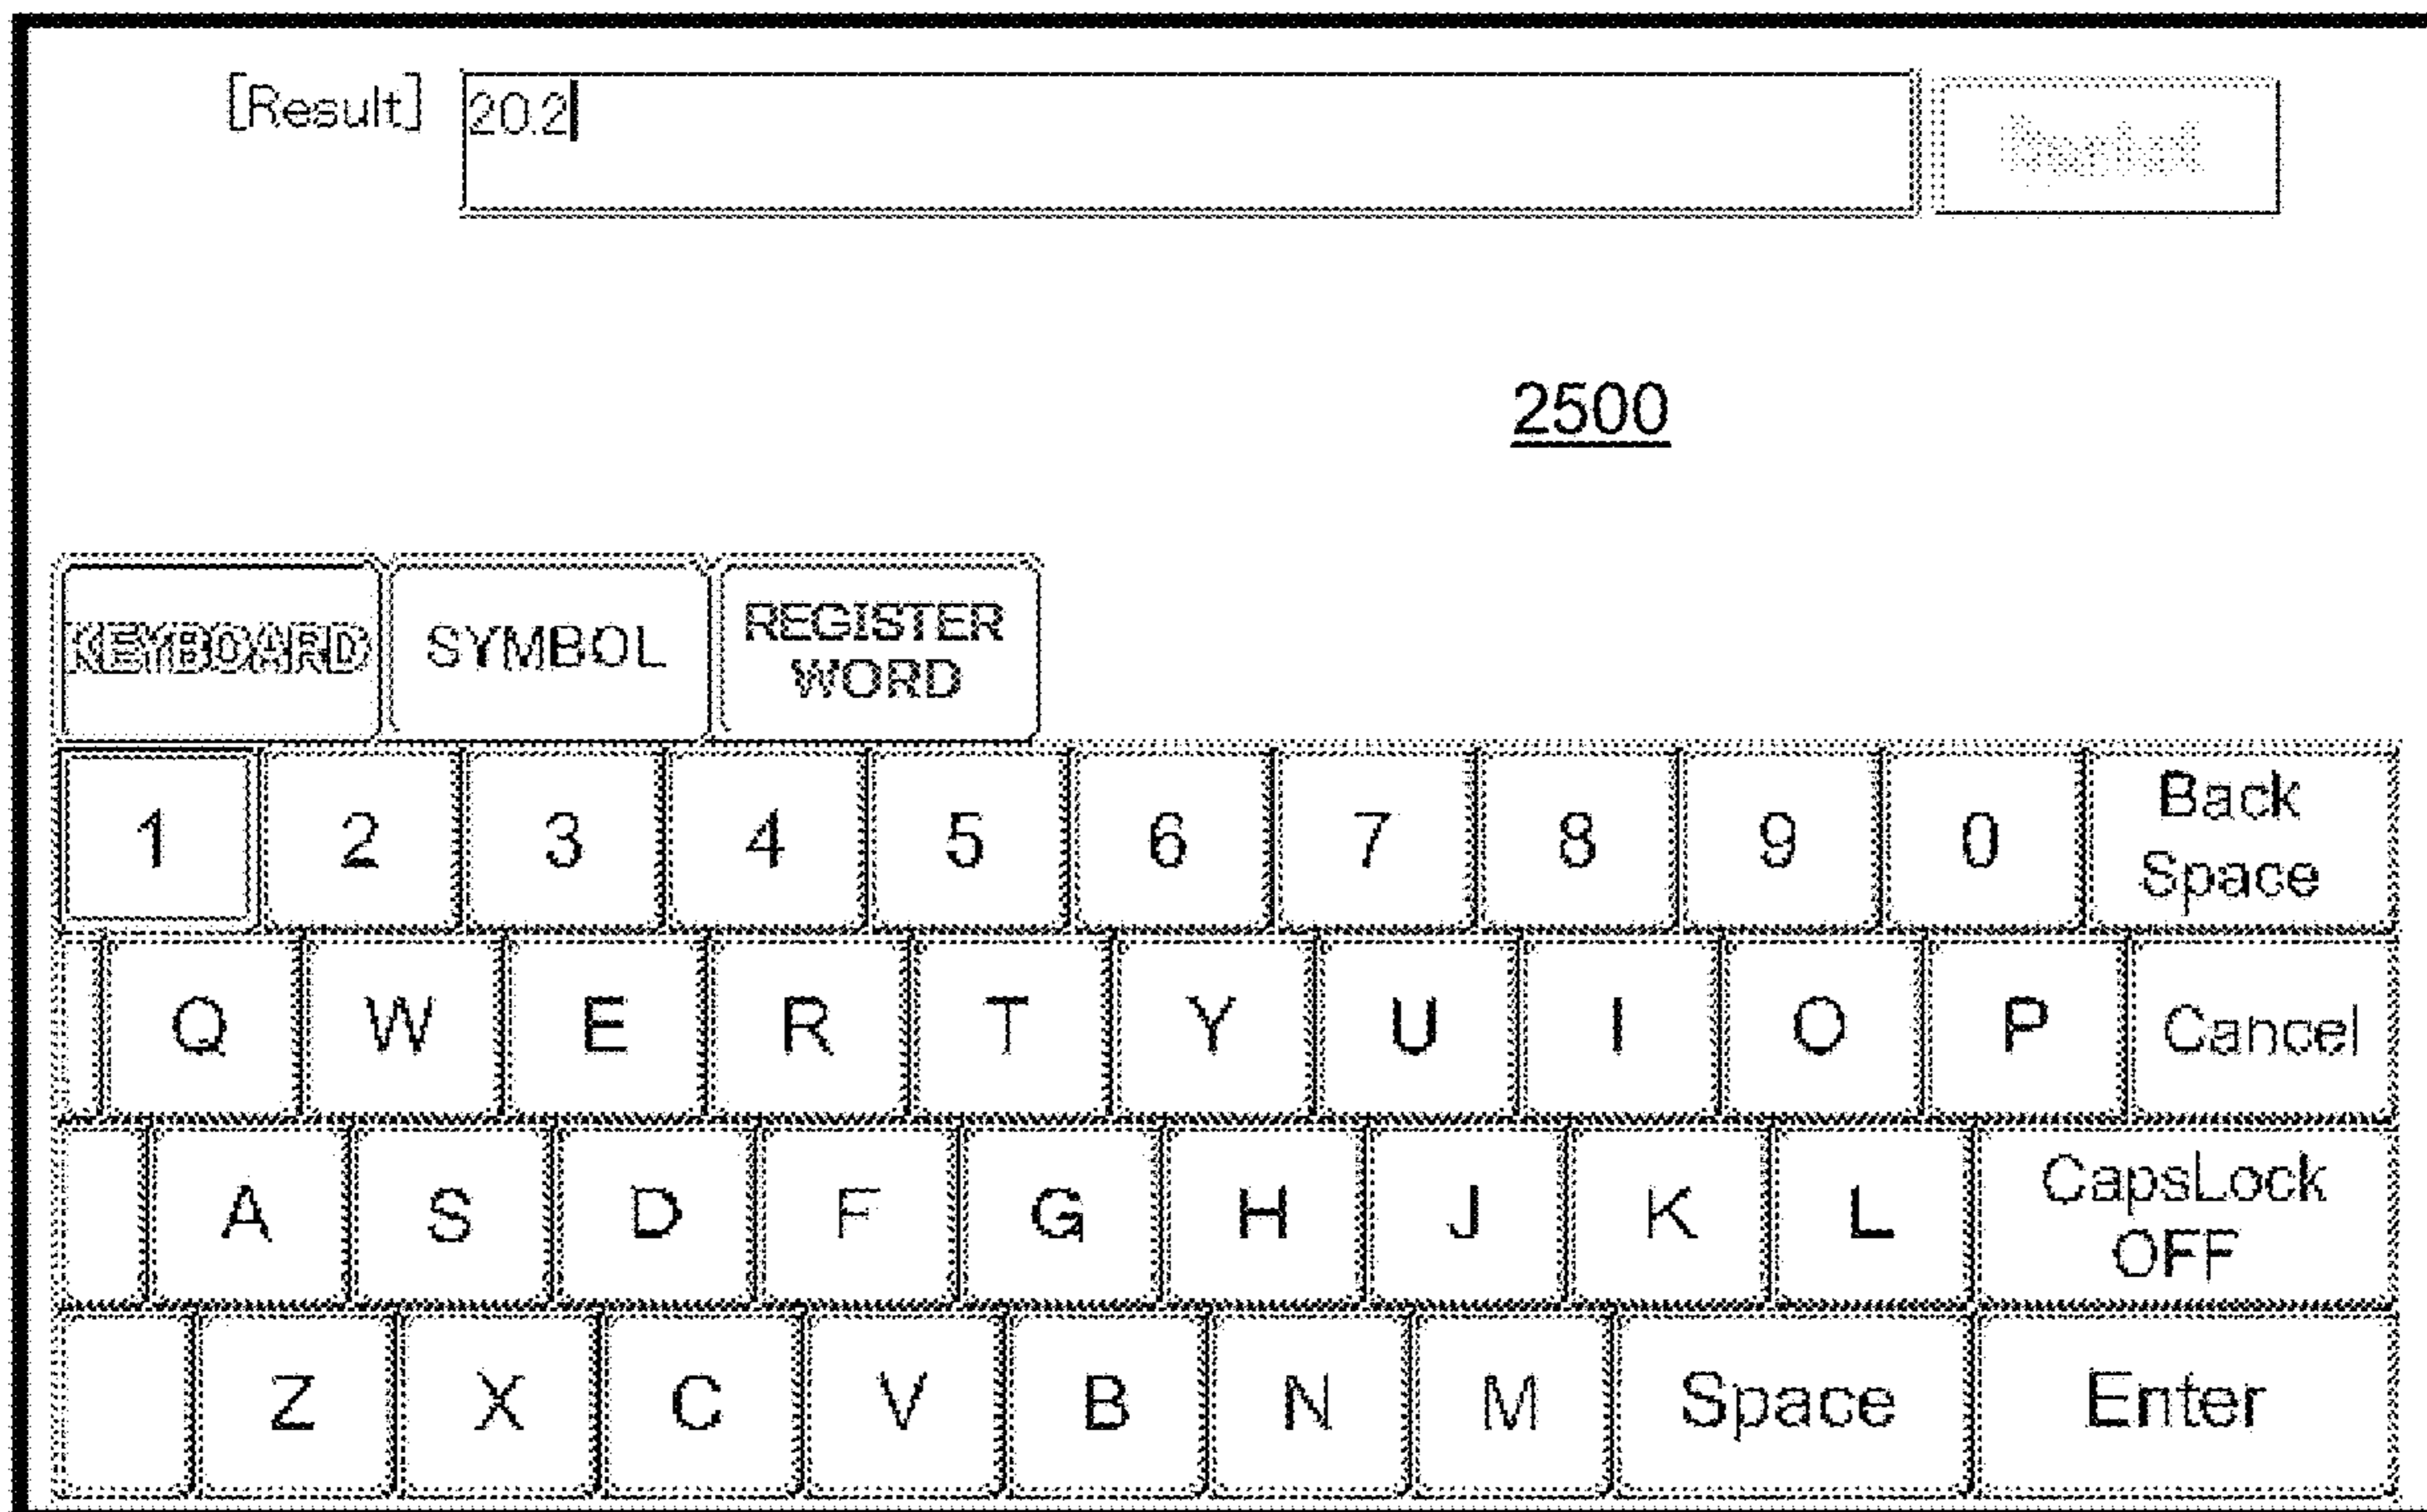 [Result] 20.2
2500
KEYBOARD SYMBOL REGISTER
WORD
1 2 3 4 5 6 7 8 9 0 Back
Space
Q W E R T Y U I O P Cancel
A S D F G H J K L CapsLock
OFF
Z X C V B N M Space Enter